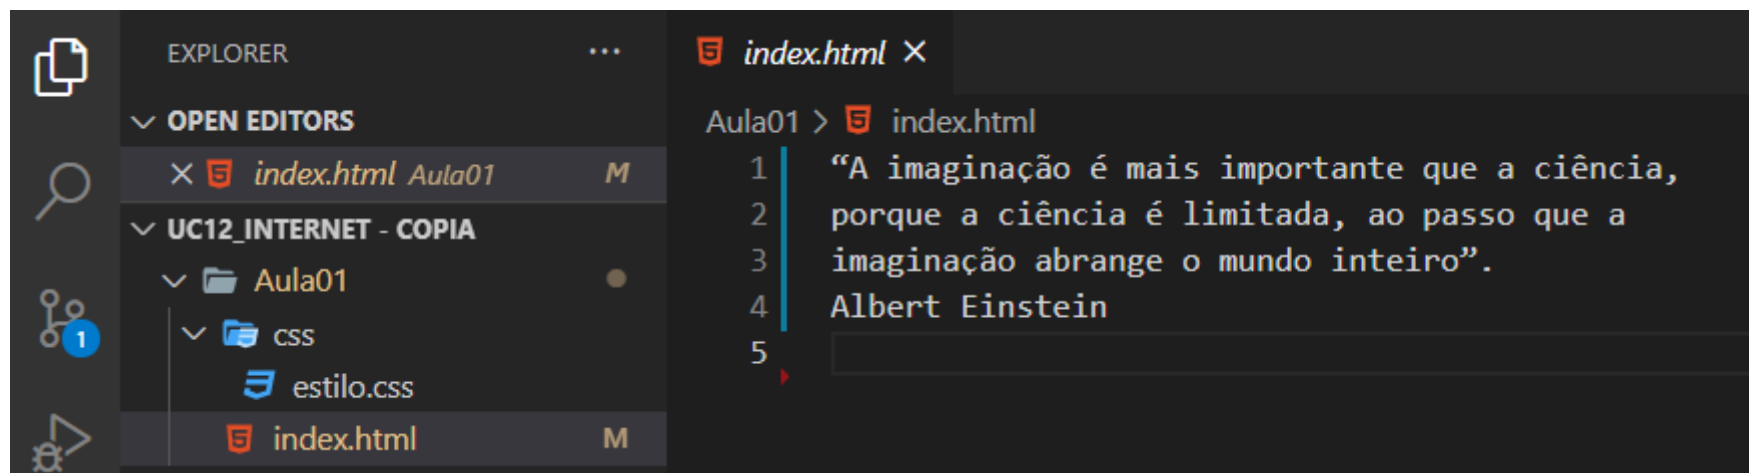 EXPLORER ···
OPEN EDITORS
index.html Aula01 M
UC12_INTERNET - COPIA
Aula01
css
estilo.css
index.html M
1
index.html
Aula01 > index.html
1 “A imaginação é mais importante que a ciência,
2 porque a ciência é limitada, ao passo que a
3 imaginação abrange o mundo inteiro”.
4 Albert Einstein
5